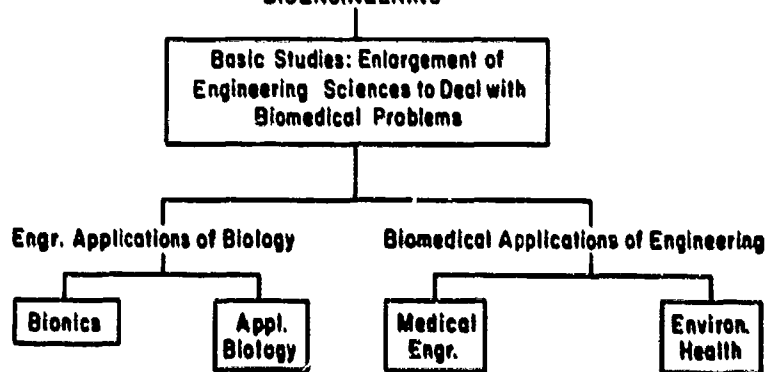 BIOENGINEERING
Basic Studies: Enlargement of
Engineering Sciences to Deal with
Biomedical Problems
Engr. Applications of Biology
Biomedical Applications of Engineering
Bionics
Appl.
Biology
Medical
Engr.
Environ.
Health